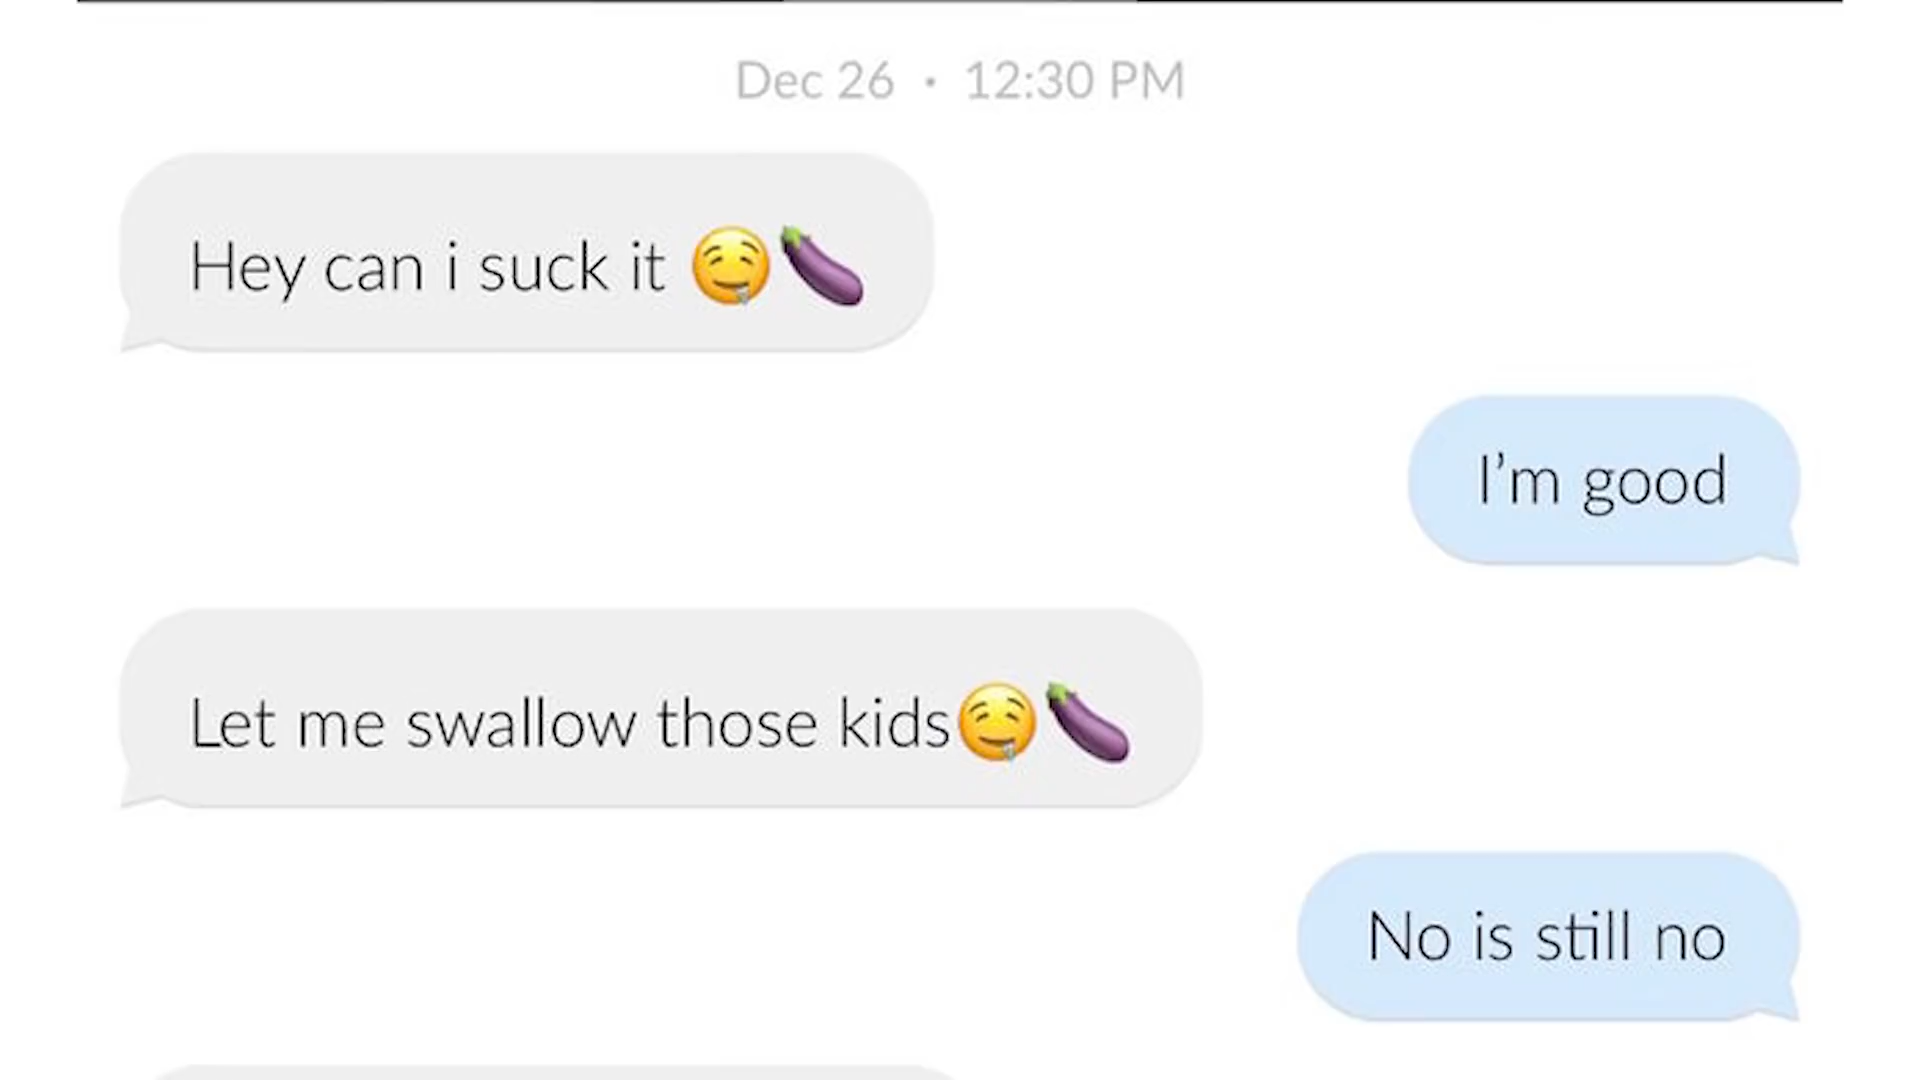 Dec 26 · 12:30 PM
Hey can i suck it 🤤🍆
I’m good
Let me swallow those kids🤤🍆
No is still no